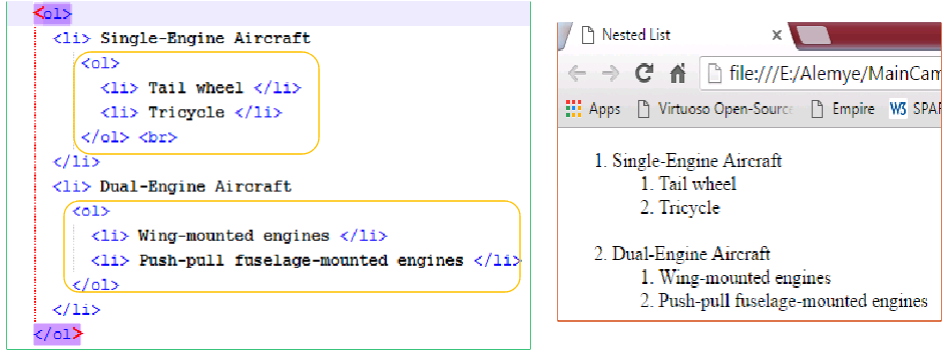 <ol>
<li> Single-Engine Aircraft
<ol>
<li> Tail wheel </li>
<li> Tricycle </li>
</ol> <br>
</li>
<li> Dual-Engine Aircraft
<ol>
<li> Wing-mounted engines </li>
<li> Push-pull fuselage-mounted engines </li>
</ol>
</li>
</ol>
Nested List x
file:///E:/Alemye/MainCam
Apps Virtuoso Open-Source Empire W3 SPAR
1. Single-Engine Aircraft
1. Tail wheel
2. Tricycle
2. Dual-Engine Aircraft
1. Wing-mounted engines
2. Push-pull fuselage-mounted engines